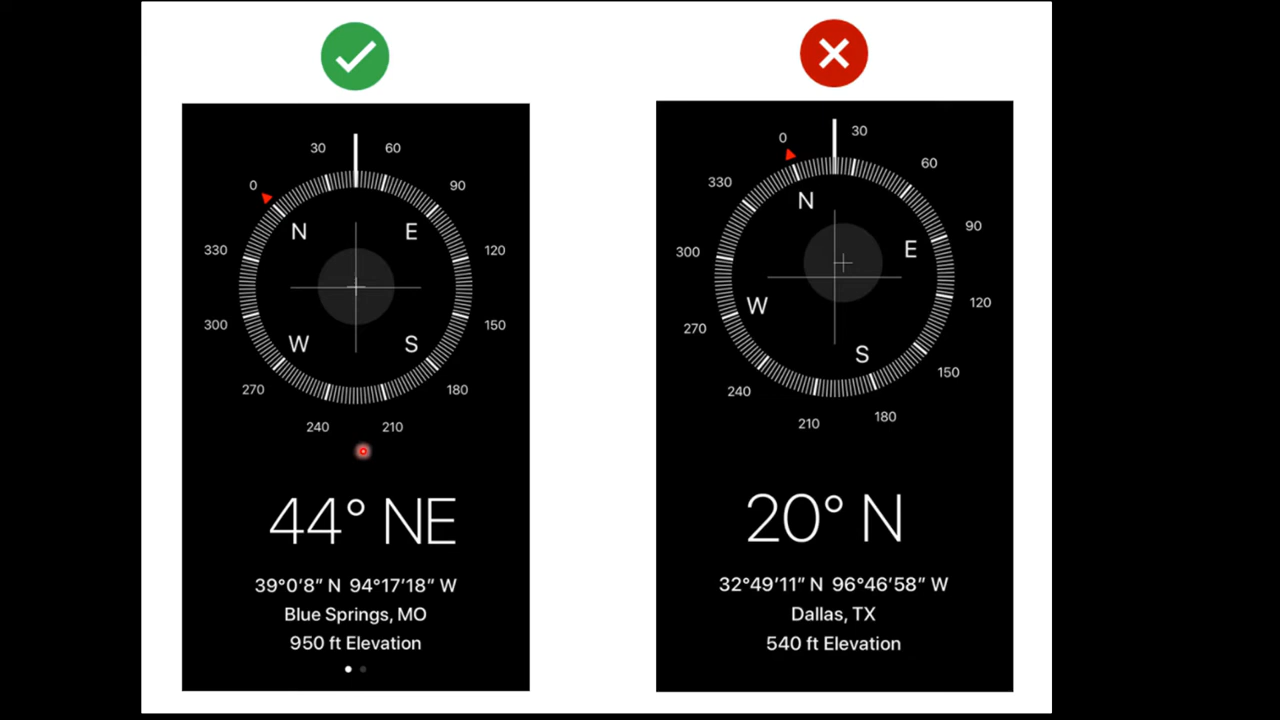 30 60
0 90
N E
330 120
300 150
W S
270 180
240 210
44° NE
39°0'8" N 94°17'18" W
Blue Springs, MO
950 ft Elevation
0 30
330 60
N
300 E 90
W 120
270
S 150
240 180
210
20° N
32°49'11" N 96°46'58" W
Dallas, TX
540 ft Elevation